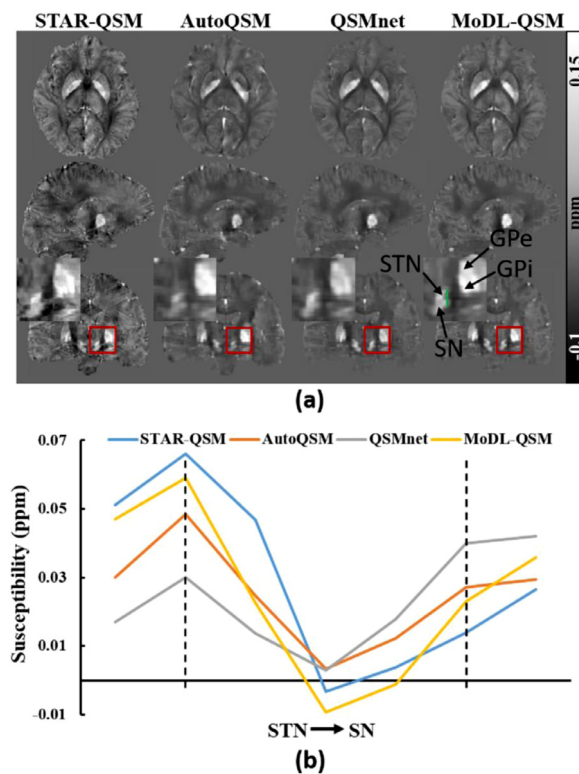 STAR-QSM AutoQSM QSMnet MoDL-QSM
0.15
ppm
-0.1
GPe
STN
GPi
SN
(a)
0.07
STAR-QSM AutoQSM QSMnet MoDL-QSM
0.05
0.03
0.01
-0.01
Susceptibility (ppm)
STN → SN
(b)